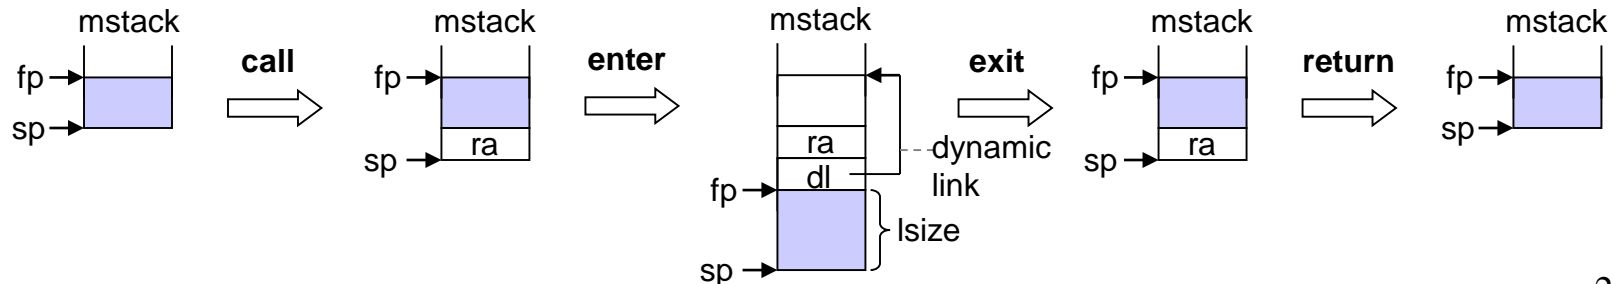 mstack
fp
sp
call
mstack
fp
ra
sp
enter
mstack
ra
dl
fp
lsize
sp
dynamic
link
exit
mstack
fp
ra
sp
return
mstack
fp
sp